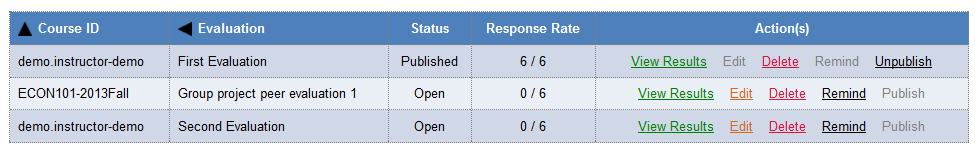 Course ID Evaluation Status Response Rate Action(s)
demo.instructor-demo First Evaluation Published 6 / 6 View Results Edit Delete Remind Unpublish
ECON101-2013Fall Group project peer evaluation 1 Open 0 / 6 View Results Edit Delete Remind Publish
demo.instructor-demo Second Evaluation Open 0 / 6 View Results Edit Delete Remind Publish